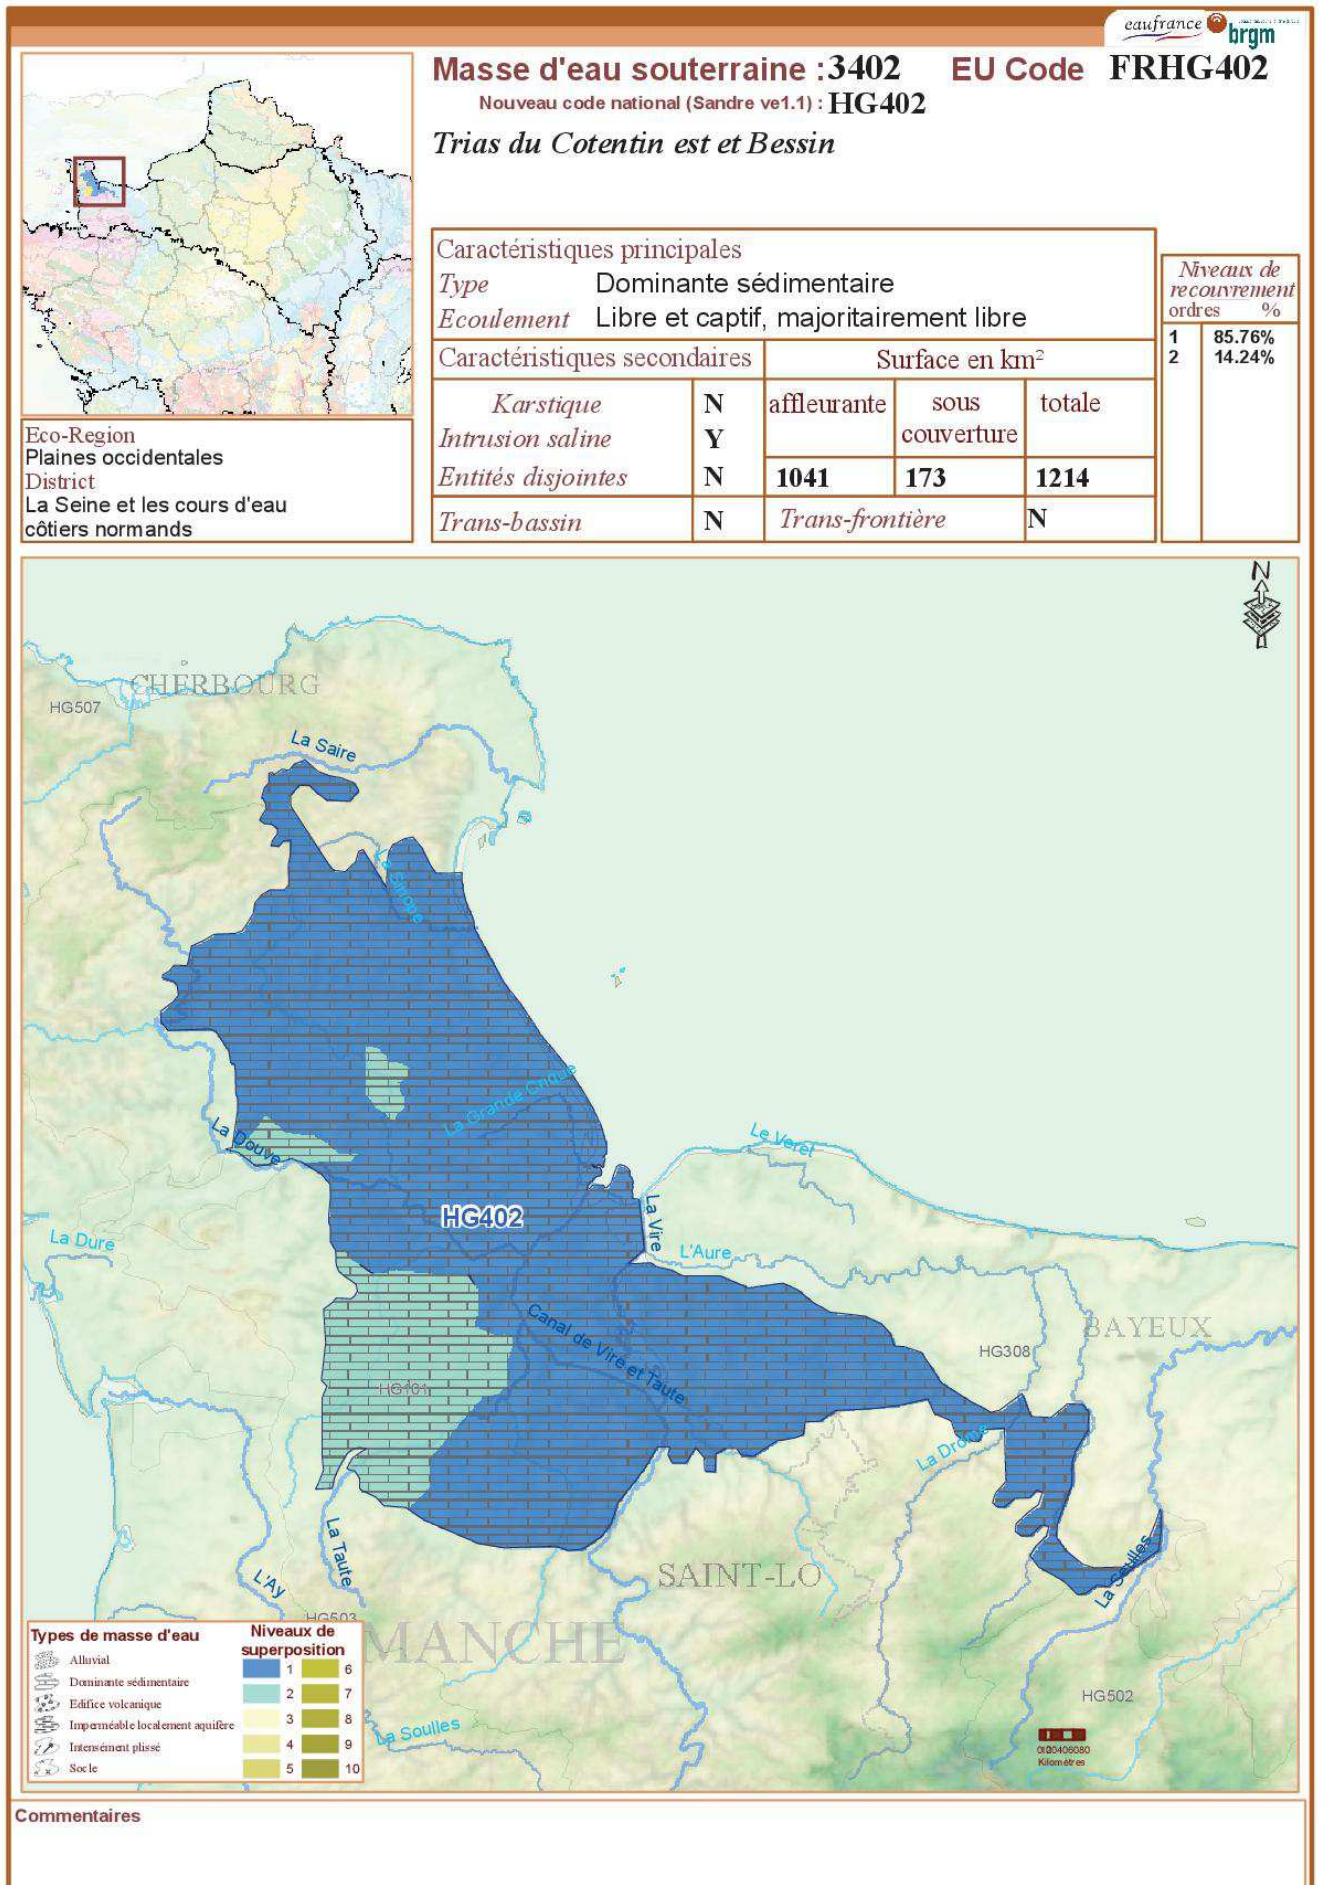 eaufrance
brgm
Masse d'eau souterraine : 3402 EU Code FRHG402
Nouveau code national (Sandre ve1.1) : HG402
Trias du Cotentin est et Bessin
Caractéristiques principales
Type Dominante sédimentaire
Ecoulement Libre et captif, majoritairement libre
Caractéristiques secondaires Surface en km²
Karstique N affleurante sous couverture totale
Intrusion saline Y
Entités disjointes N 1041 173 1214
Trans-bassin N Trans-frontière N
Niveaux de
recouvrement
ordres %
1 85.76%
2 14.24%
Eco-Region
Plaines occidentales
District
La Seine et les cours d'eau
côtiers normands
N
CHERBOURG
HG507
La Saire
La Sinope
La Grande Crique
La Douve
Le Veret
HG402
La Vire
La Dure
L'Aure
Canal de Vire et Taute
BAYEUX
HG308
HG101
La Drome
La Taute
L'Ay
SAINT-LO
La Seulles
HG503
MANCHE
HG502
La Soulles
Types de masse d'eau
Alluvial
Dominante sédimentaire
Edifice volcanique
Imperméable localement aquifère
Intensément plissé
Socle
Niveaux de
superposition
1 6
2 7
3 8
4 9
5 10
Kilomètres
Commentaires